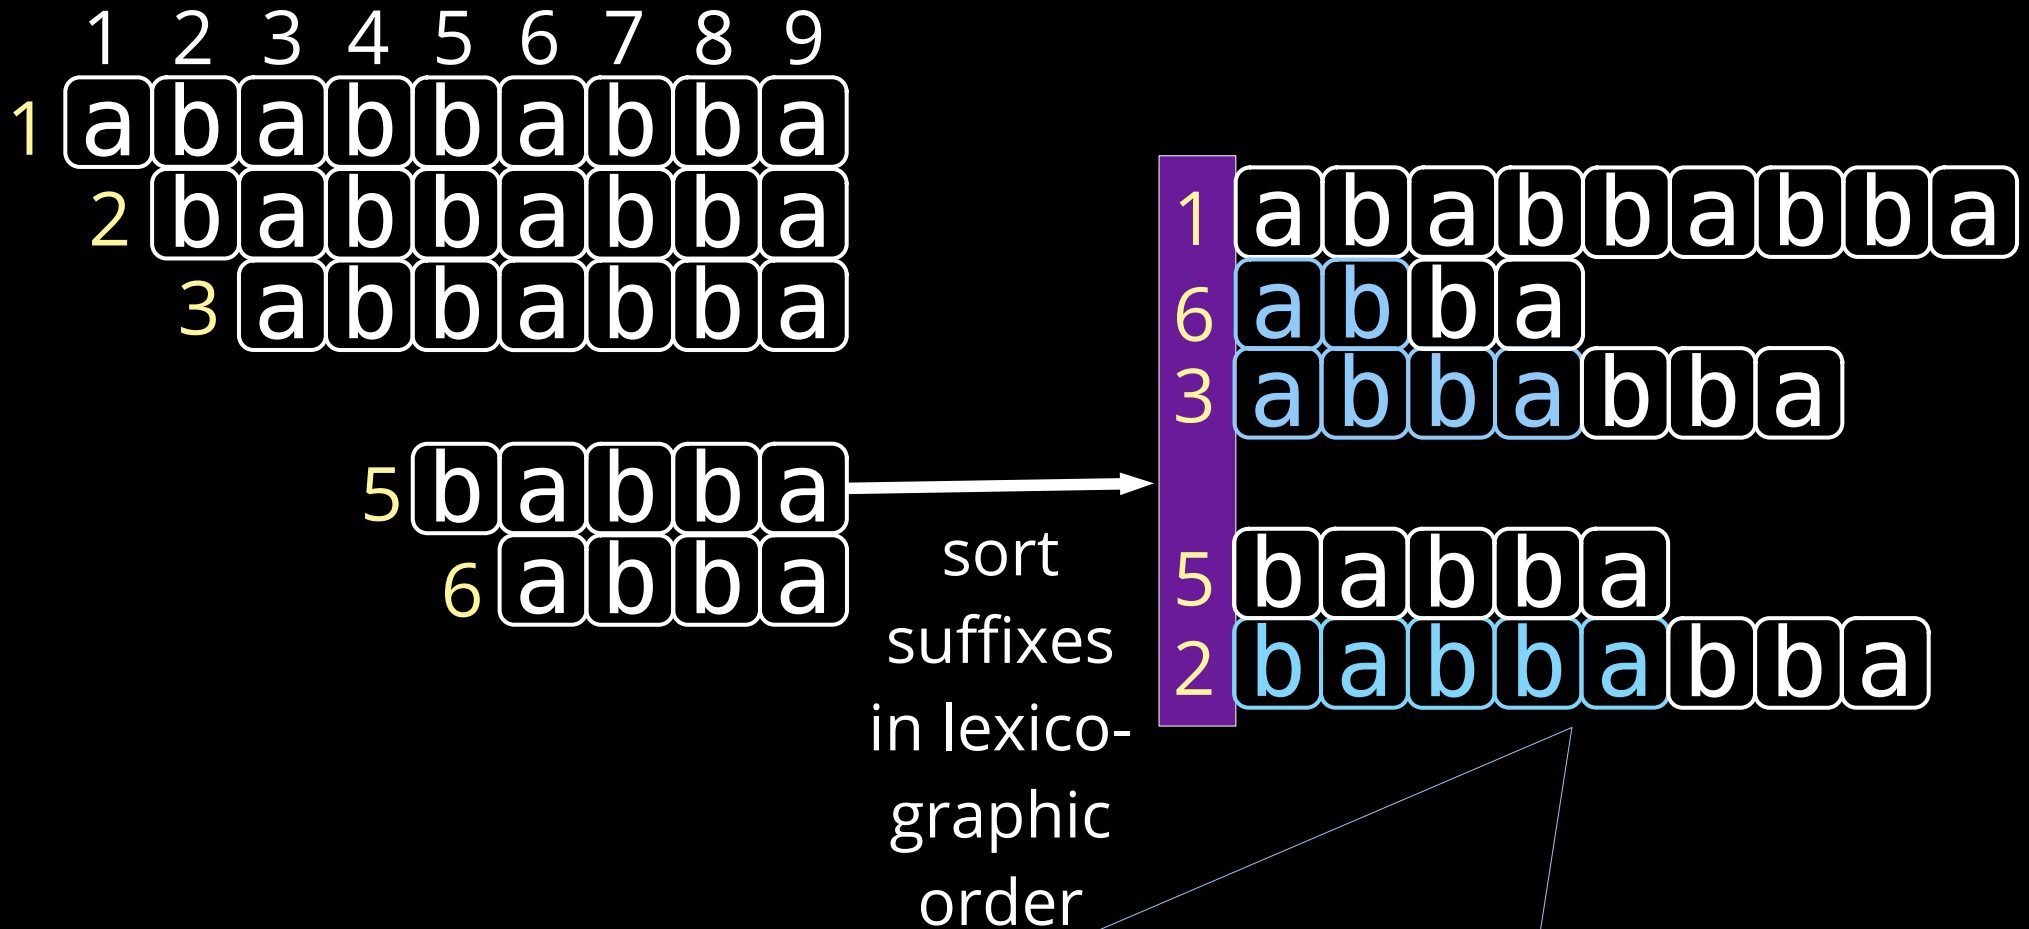 1 2 3 4 5 6 7 8 9
1 a b a b b a b b a
2 b a b b a b b a
3 a b b a b b a
5 b a b b a
6 a b b a
sort
suffixes
in lexico-
graphic
order
1 a b a b b a b b a
6 a b b a
3 a b b a b b a
5 b a b b a
2 b a b b a b b a